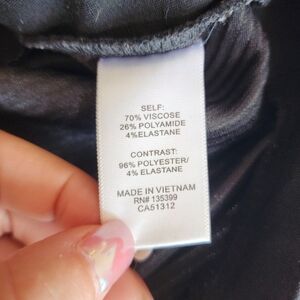 SELF:
70% VISCOSE
26% POLYAMIDE
4%ELASTANE
CONTRAST:
96% POLYESTER/
4% ELASTANE
MADE IN VIETNAM
RN# 135399
CA51312